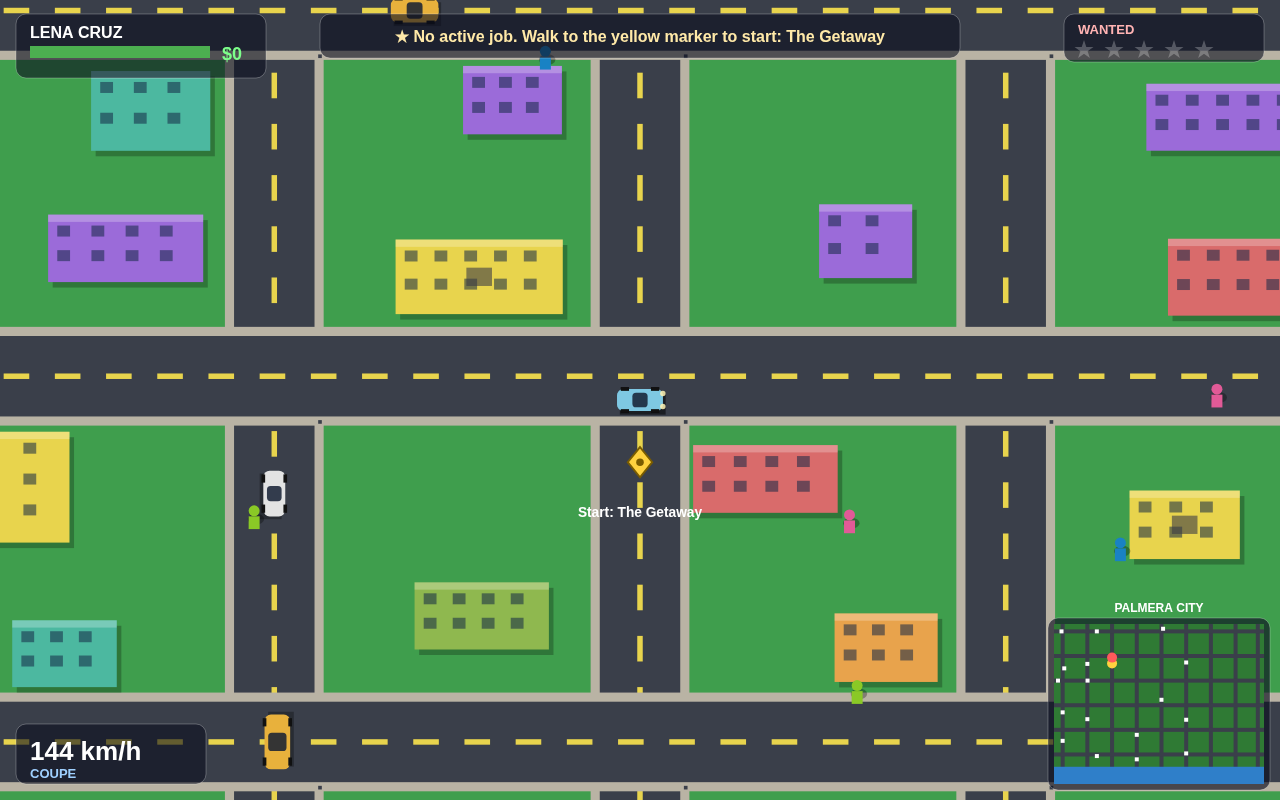 LENA CRUZ
$0
★ No active job. Walk to the yellow marker to start: The Getaway
WANTED
★ ★ ★ ★ ★
Start: The Getaway
PALMERA CITY
144 km/h
COUPE